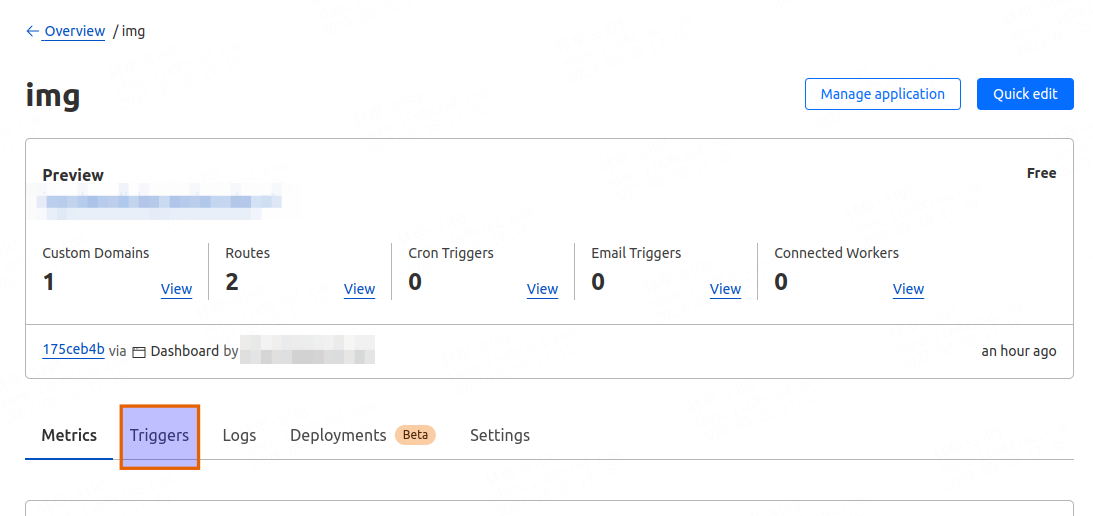 ← Overview / img
img
Manage application
Quick edit
Preview
Free
Custom Domains
1
View
Routes
2
View
Cron Triggers
0
View
Email Triggers
0
View
Connected Workers
0
View
175ceb4b via Dashboard by
an hour ago
Metrics
Triggers
Logs
Deployments Beta
Settings